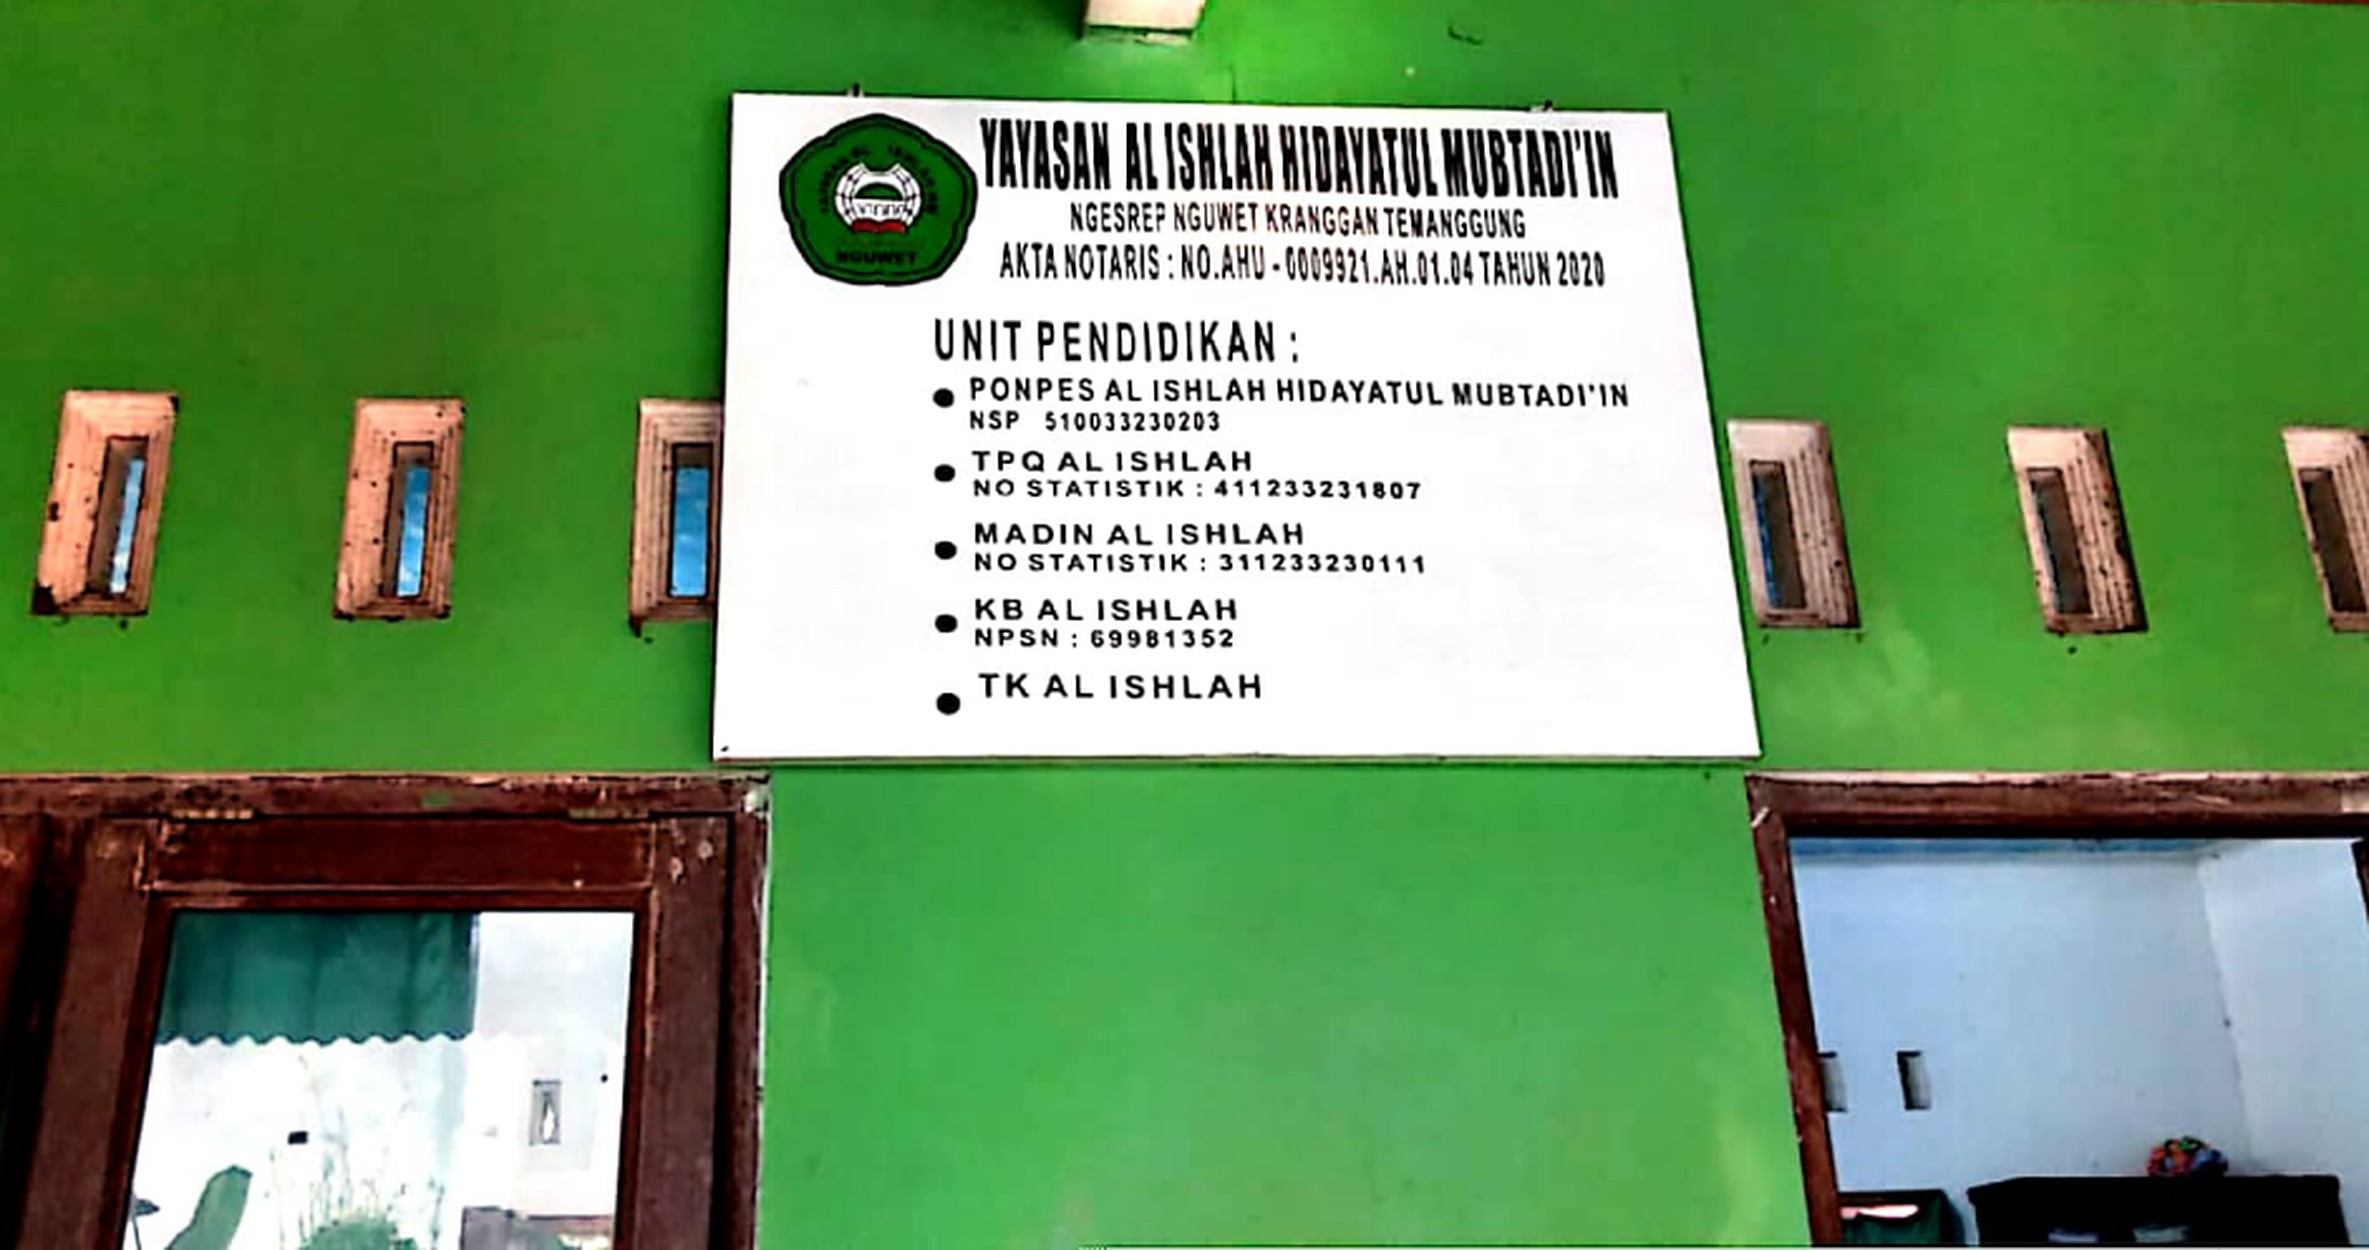 YAYASAN AL ISHLAH HIDAYATUL MUBTADI'IN
NGESREP NGUWET KRANGGAN TEMANGGUNG
AKTA NOTARIS : NO.AHU - 0009921.AH.01.04 TAHUN 2020
NGUWET
UNIT PENDIDIKAN :
● PONPES AL ISHLAH HIDAYATUL MUBTADI'IN
NSP 510033230203
● TPQ AL ISHLAH
NO STATISTIK : 411233231807
● MADIN AL ISHLAH
NO STATISTIK : 311233230111
● KB AL ISHLAH
NPSN : 69981352
● TK AL ISHLAH